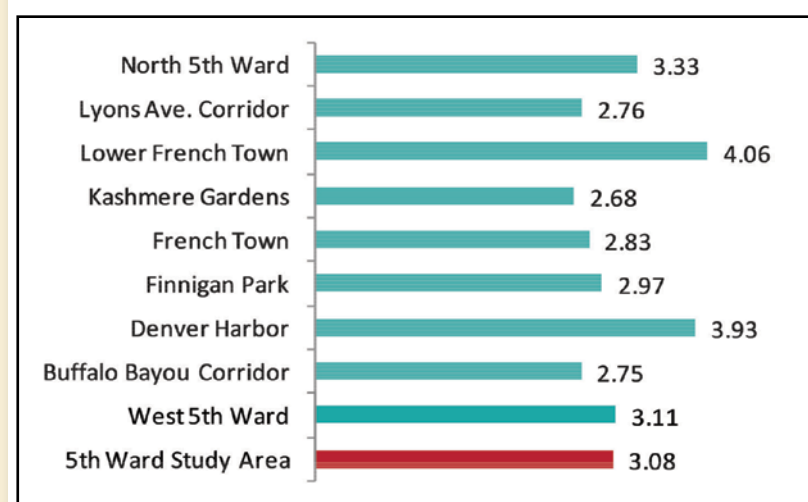 North 5th Ward 3.33
Lyons Ave. Corridor 2.76
Lower French Town 4.06
Kashmere Gardens 2.68
French Town 2.83
Finnigan Park 2.97
Denver Harbor 3.93
Buffalo Bayou Corridor 2.75
West 5th Ward 3.11
5th Ward Study Area 3.08